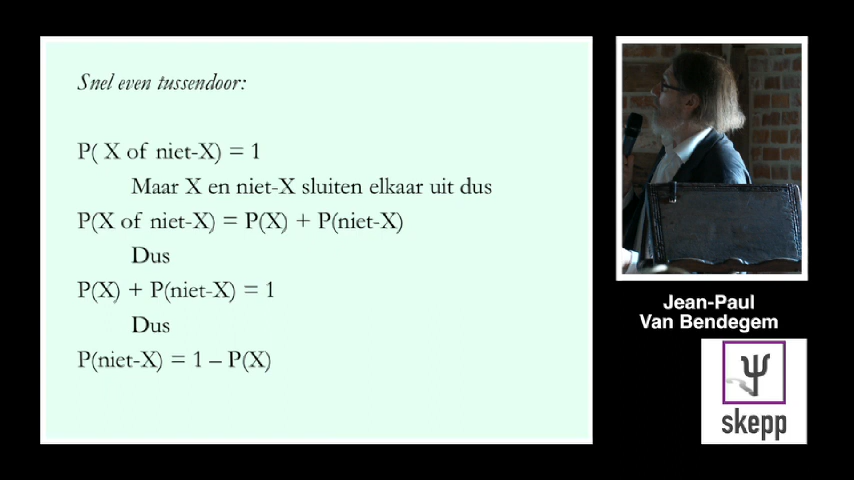 Snel even tussendoor:
P( X of niet-X) = 1
Maar X en niet-X sluiten elkaar uit dus
P(X of niet-X) = P(X) + P(niet-X)
Dus
P(X) + P(niet-X) = 1
Dus
P(niet-X) = 1 – P(X)
Jean-Paul
Van Bendegem
skepp